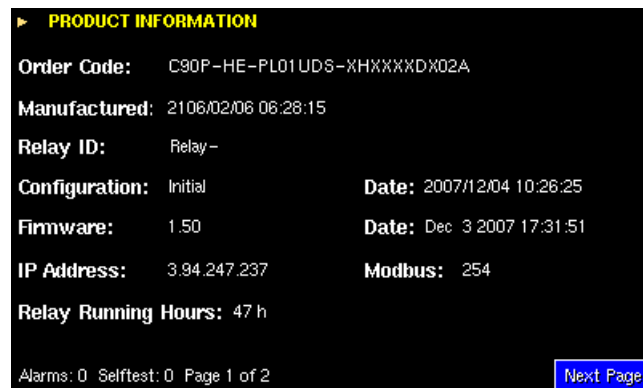 PRODUCT INFORMATION
Order Code: C90P-HE-PL01UDS-XHXXXXDX02A
Manufactured: 2106/02/06 06:28:15
Relay ID: Relay-
Configuration: Initial Date: 2007/12/04 10:26:25
Firmware: 1.50 Date: Dec 3 2007 17:31:51
IP Address: 3.94.247.237 Modbus: 254
Relay Running Hours: 47 h
Alarms: 0 Selftest: 0 Page 1 of 2 Next Page